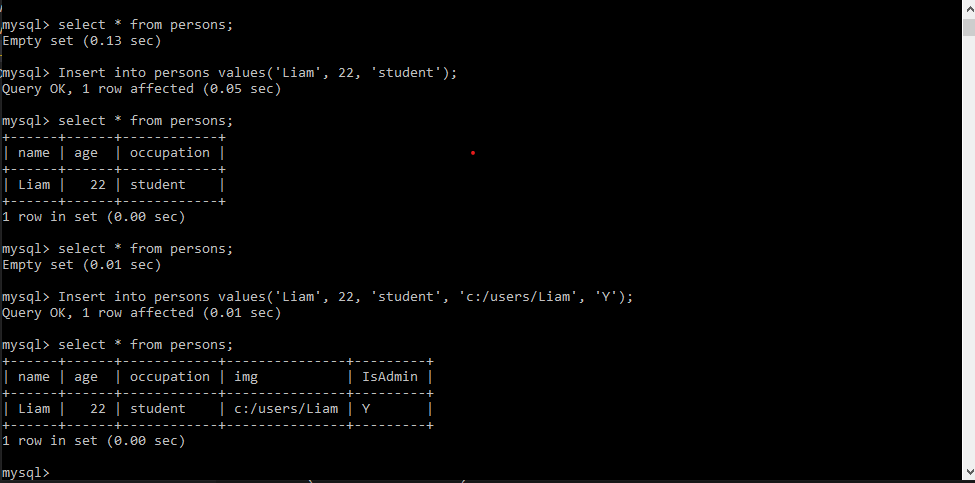 mysql> select * from persons;
Empty set (0.13 sec)
mysql> Insert into persons values('Liam', 22, 'student');
Query OK, 1 row affected (0.05 sec)
mysql> select * from persons;
+------+------+------------+
| name | age  | occupation |
+------+------+------------+
| Liam |   22 | student    |
+------+------+------------+
1 row in set (0.00 sec)
mysql> select * from persons;
Empty set (0.01 sec)
mysql> Insert into persons values('Liam', 22, 'student', 'c:/users/Liam', 'Y');
Query OK, 1 row affected (0.01 sec)
mysql> select * from persons;
+------+------+------------+---------------+---------+
| name | age  | occupation | img           | IsAdmin |
+------+------+------------+---------------+---------+
| Liam |   22 | student    | c:/users/Liam | Y       |
+------+------+------------+---------------+---------+
1 row in set (0.00 sec)
mysql>